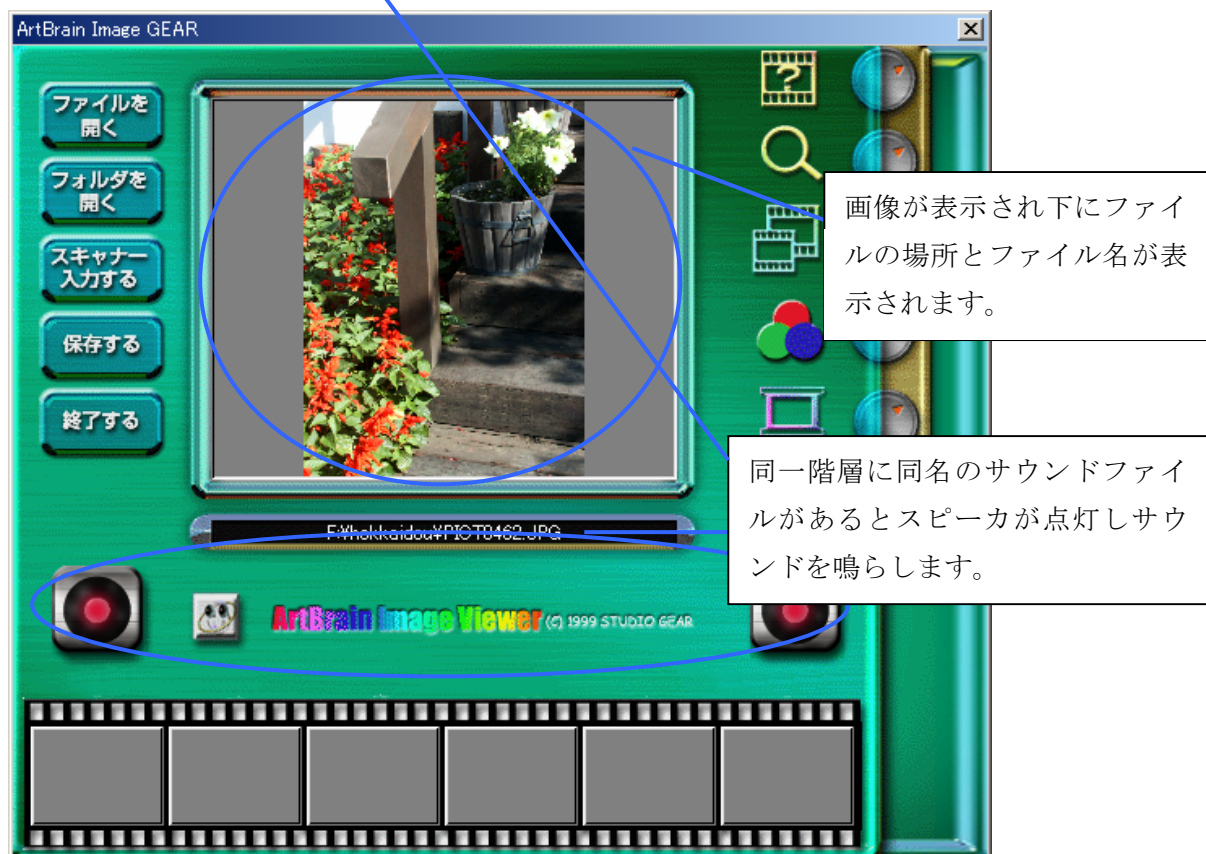 ArtBrain Image GEAR
ファイルを
開く
フォルダを
開く
スキャナー
入力する
保存する
終了する
画像が表示され下にファイ
ルの場所とファイル名が表
示されます。
同一階層に同名のサウンドファイ
ルがあるとスピーカが点灯しサウ
ンドを鳴らします。
F:¥hokkaidou¥PICT8462.JPG
ArtBrain Image Viewer (C) 1999 STUDIO GEAR